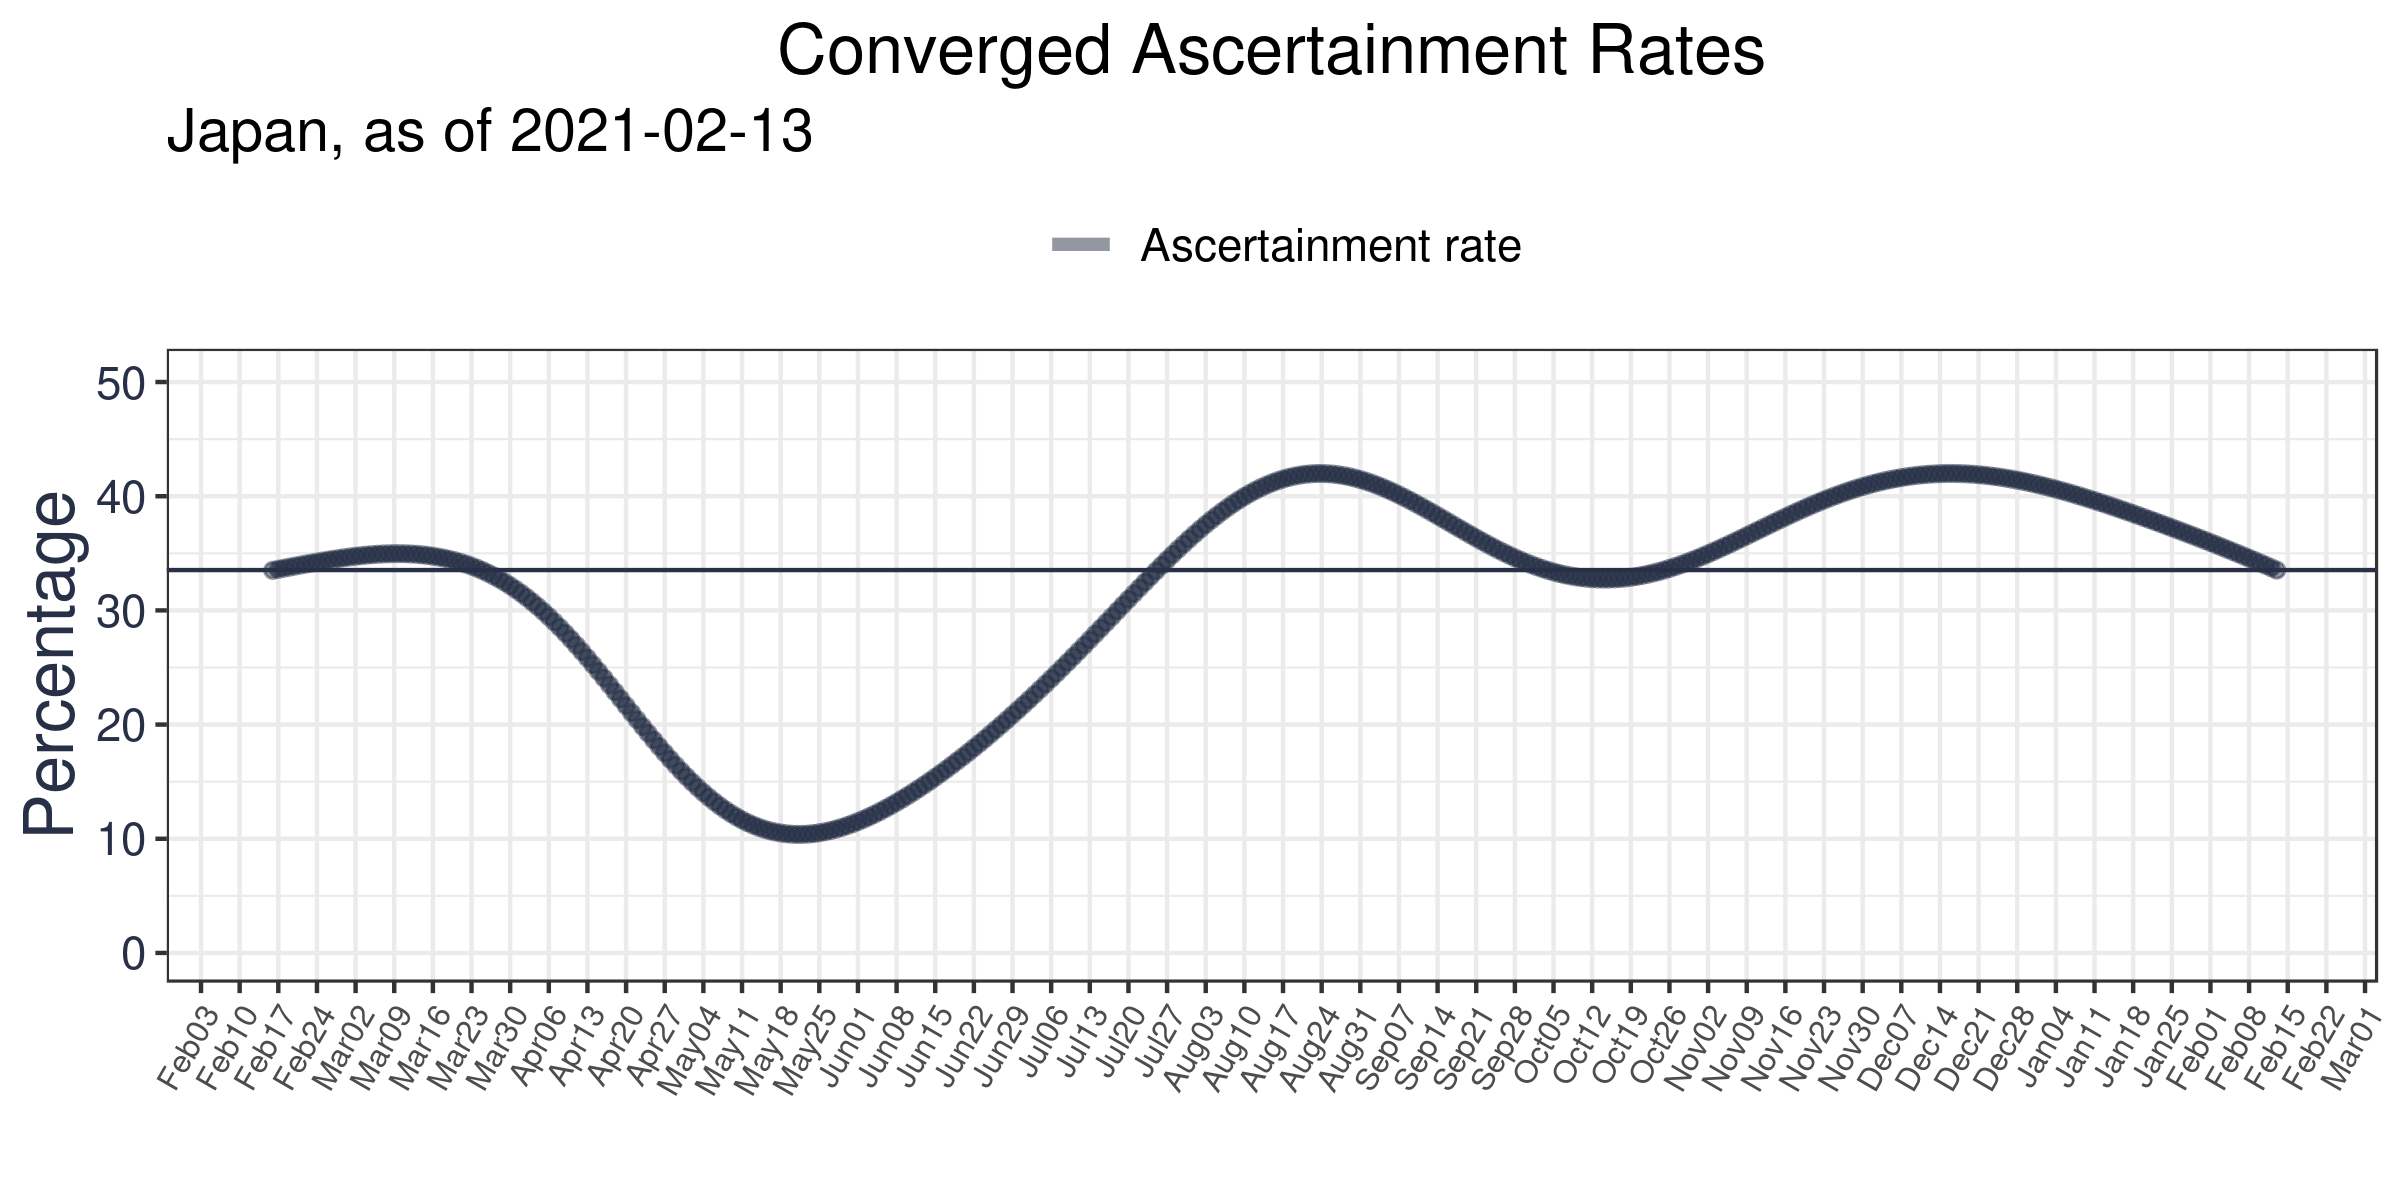 Converged Ascertainment Rates
Japan, as of 2021-02-13
Ascertainment rate
Percentage
50
40
30
20
10
0
Feb03 Feb10 Feb17 Feb24 Mar02 Mar09 Mar16 Mar23 Mar30 Apr06 Apr13 Apr20 Apr27 May04 May11 May18 May25 Jun01 Jun08 Jun15 Jun22 Jun29 Jul06 Jul13 Jul20 Jul27 Aug03 Aug10 Aug17 Aug24 Aug31 Sep07 Sep14 Sep21 Sep28 Oct05 Oct12 Oct19 Oct26 Nov02 Nov09 Nov16 Nov23 Nov30 Dec07 Dec14 Dec21 Dec28 Jan04 Jan11 Jan18 Jan25 Feb01 Feb08 Feb15 Feb22 Mar01